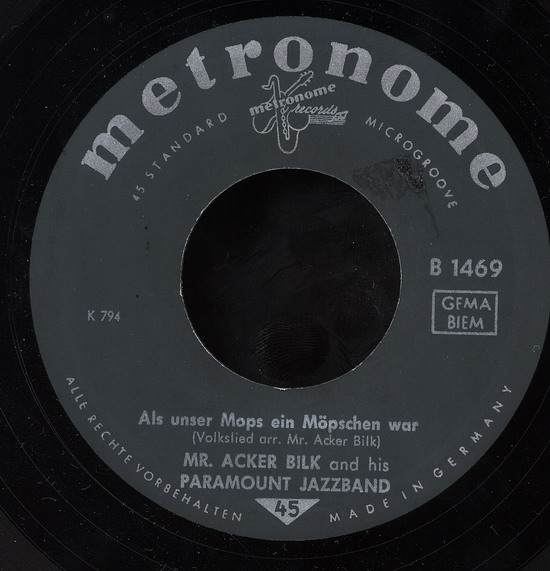 metronome
metronome
records
45 STANDARD
MICROGROOVE
B 1469
GEMA
BIEM
K 794
Als unser Mops ein Möpschen war
(Volkslied arr. Mr. Acker Bilk)
MR. ACKER BILK and his
PARAMOUNT JAZZBAND
45
ALLE RECHTE VORBEHALTEN
MADE IN GERMANY